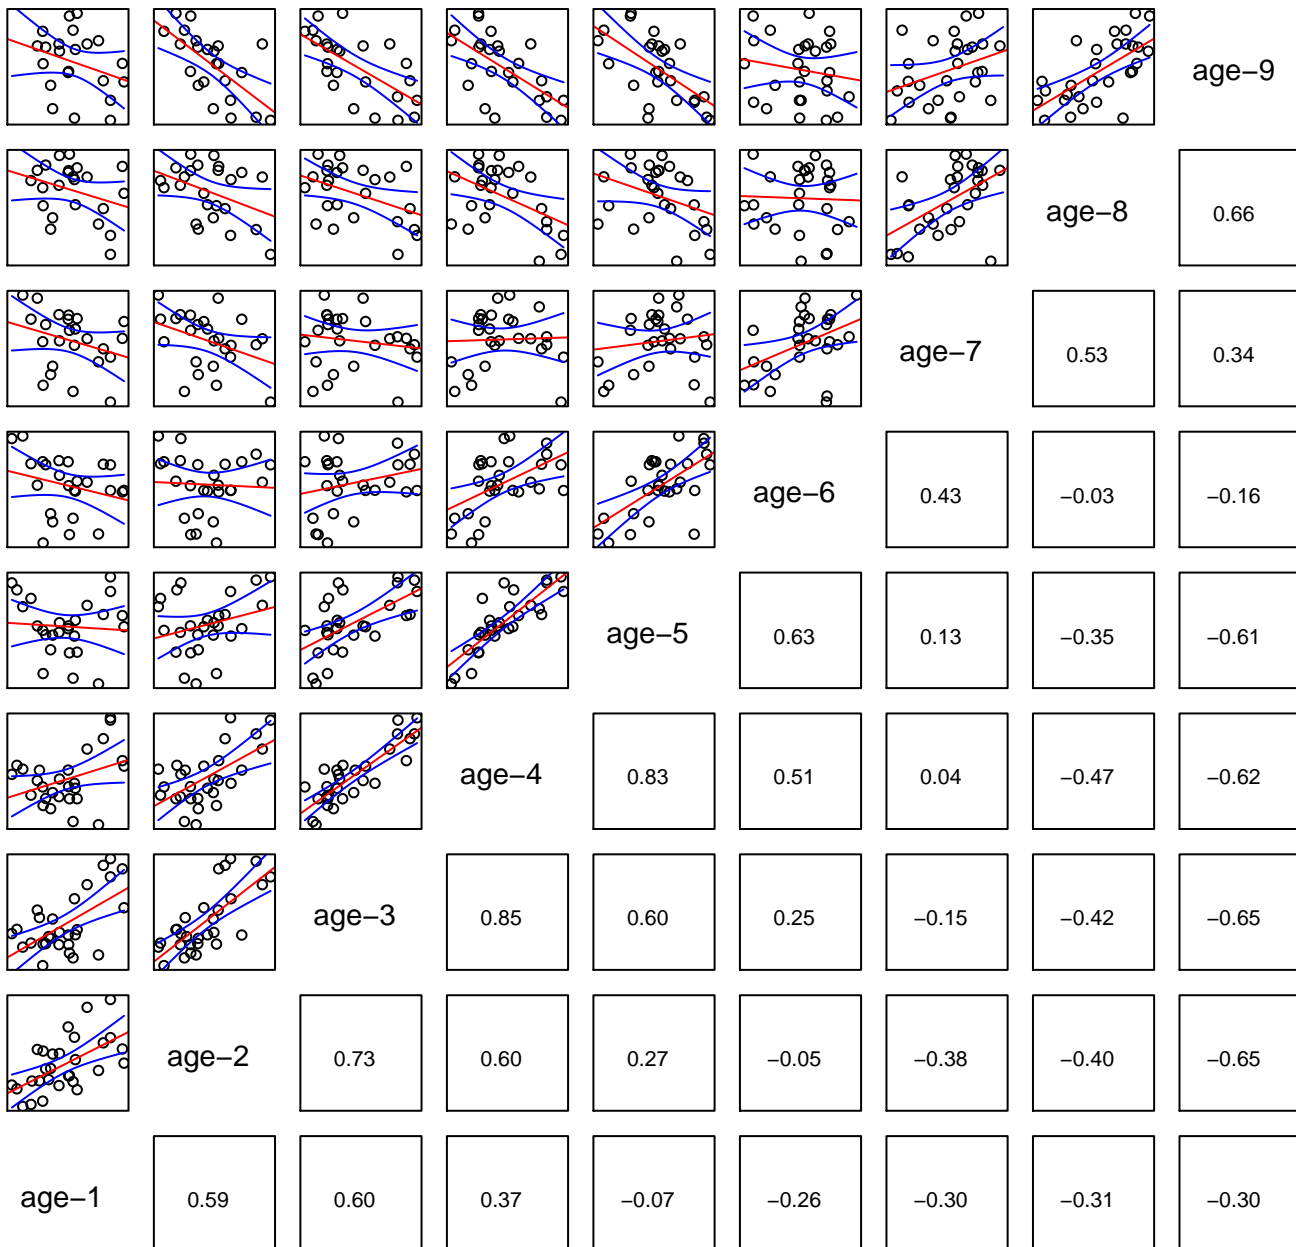 age−9
age−8 0.66
age−7 0.53 0.34
age−6 0.43 −0.03 −0.16
age−5 0.63 0.13 −0.35 −0.61
age−4 0.83 0.51 0.04 −0.47 −0.62
age−3 0.85 0.60 0.25 −0.15 −0.42 −0.65
age−2 0.73 0.60 0.27 −0.05 −0.38 −0.40 −0.65
age−1 0.59 0.60 0.37 −0.07 −0.26 −0.30 −0.31 −0.30